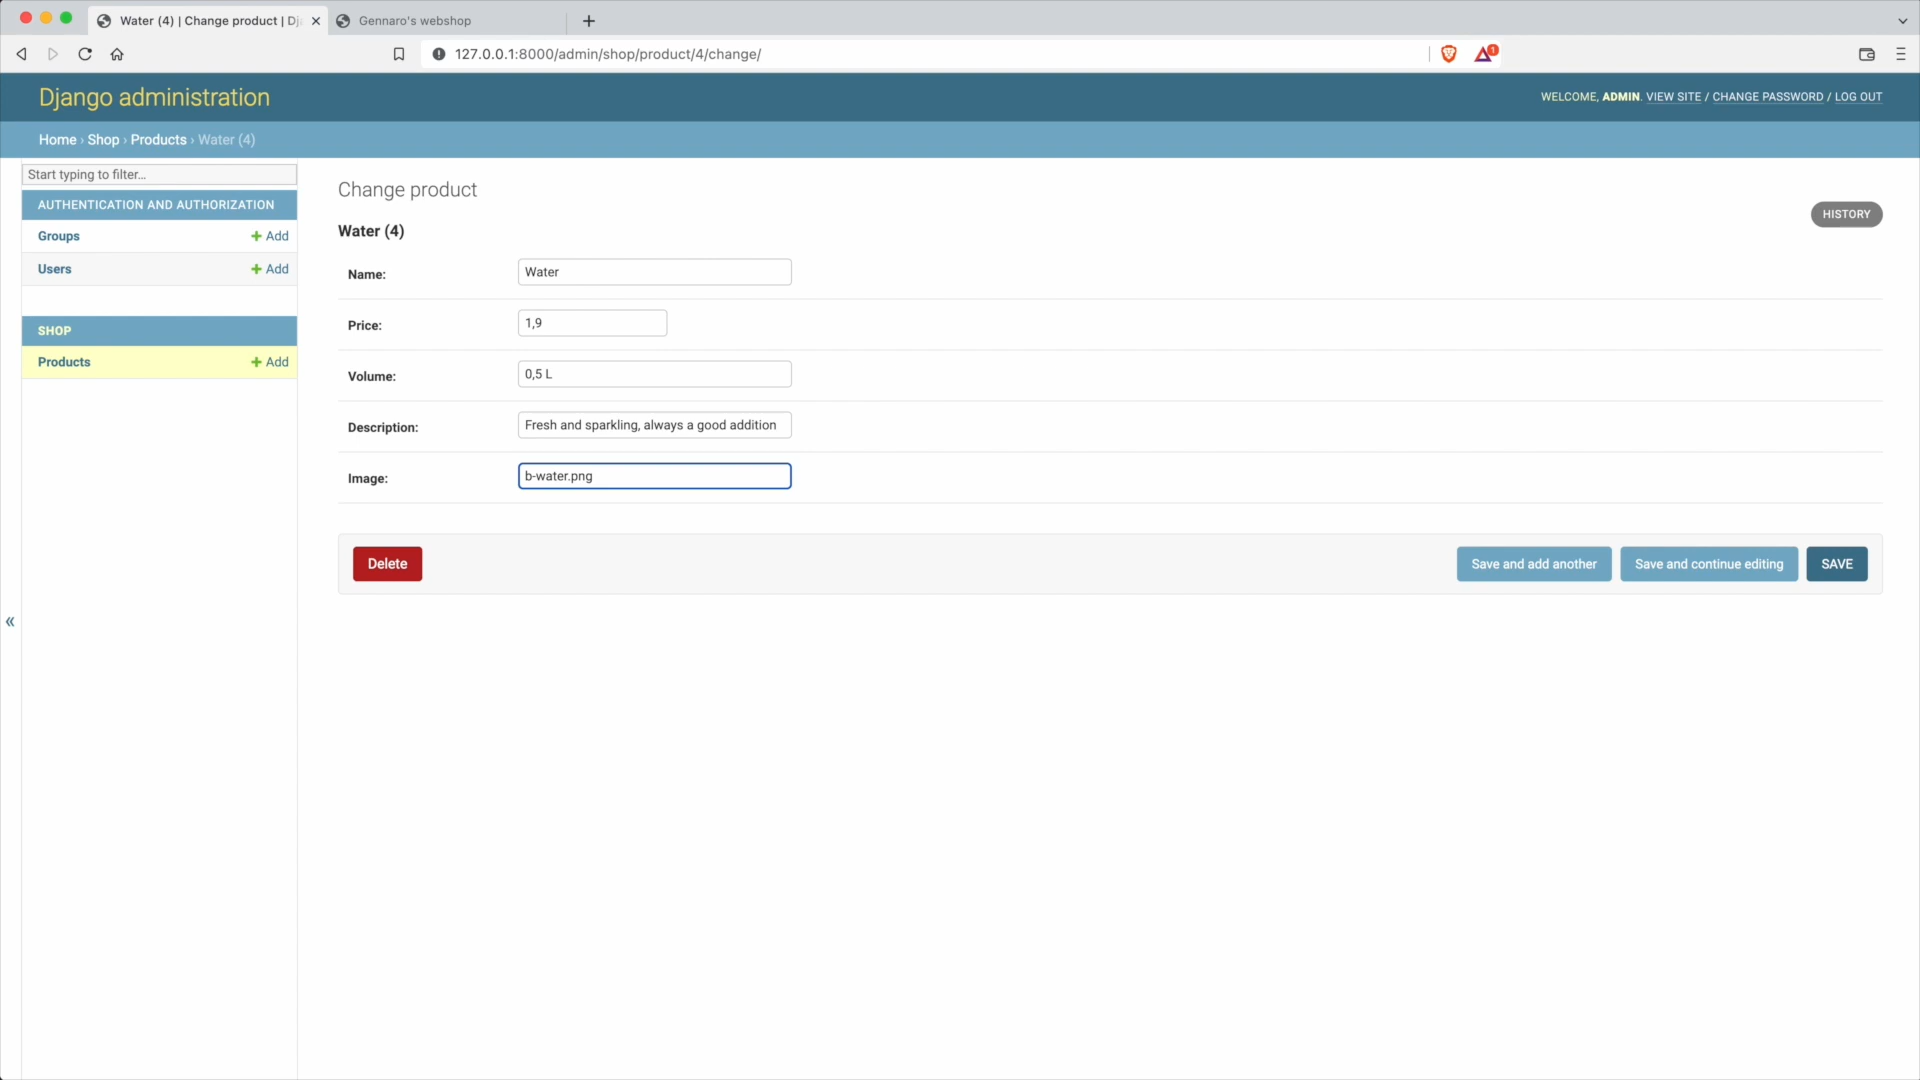 Water (4) | Change product | Dj
Gennaro's webshop
127.0.0.1:8000/admin/shop/product/4/change/
1
Django administration
WELCOME, ADMIN. VIEW SITE / CHANGE PASSWORD / LOG OUT
Home › Shop › Products › Water (4)
Start typing to filter…
AUTHENTICATION AND AUTHORIZATION
Groups + Add
Users + Add
SHOP
Products + Add
Change product
HISTORY
Water (4)
Name: Water
Price: 1,9
Volume: 0,5 L
Description: Fresh and sparkling, always a good addition
Image: b-water.png
Delete
Save and add another
Save and continue editing
SAVE
«